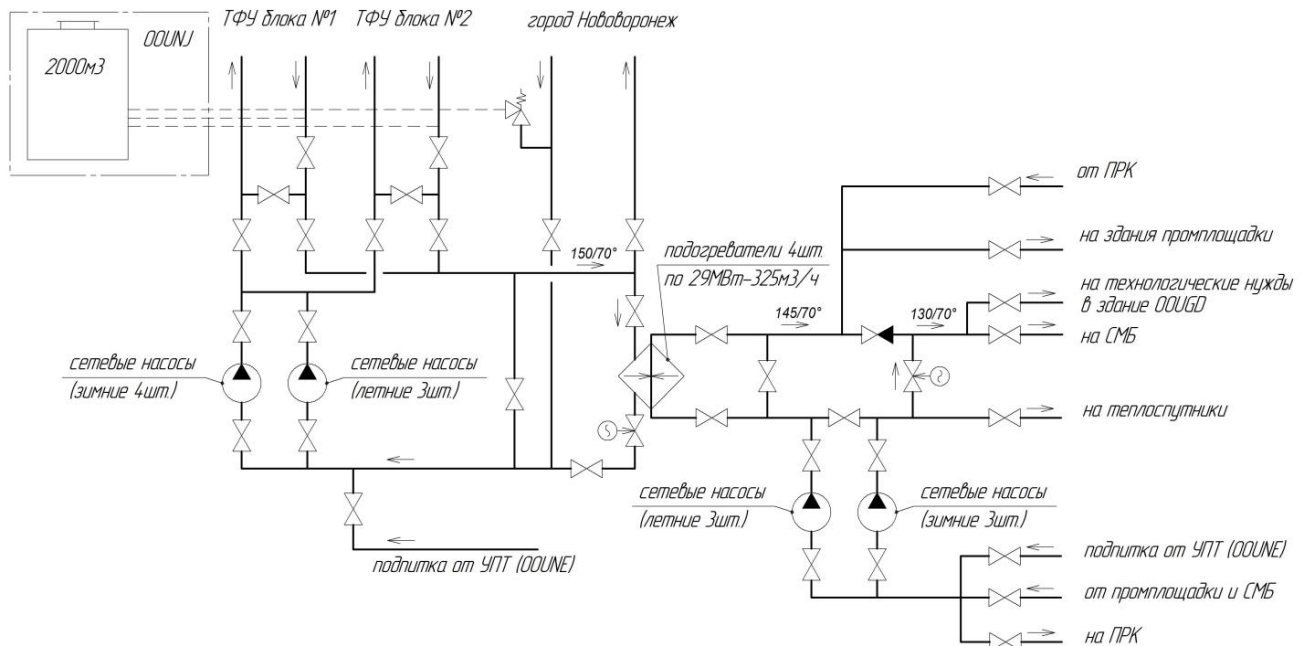 ТФУ блока №1
ТФУ блока №2
город Нововоронеж
00UNJ
2000м3
от ПРК
на здания промплощадки
150/70°
подогреватели 4шт.
по 29МВт-325м3/ч
на технологические нужды
в здание 00UGD
145/70°
130/70°
на СМБ
сетевые насосы
(зимние 4шт.)
сетевые насосы
(летние 3шт.)
на теплоспутники
сетевые насосы
(летние 3шт.)
сетевые насосы
(зимние 3шт.)
подпитка от УПТ (00UNE)
подпитка от УПТ (00UNE)
от промплощадки и СМБ
на ПРК